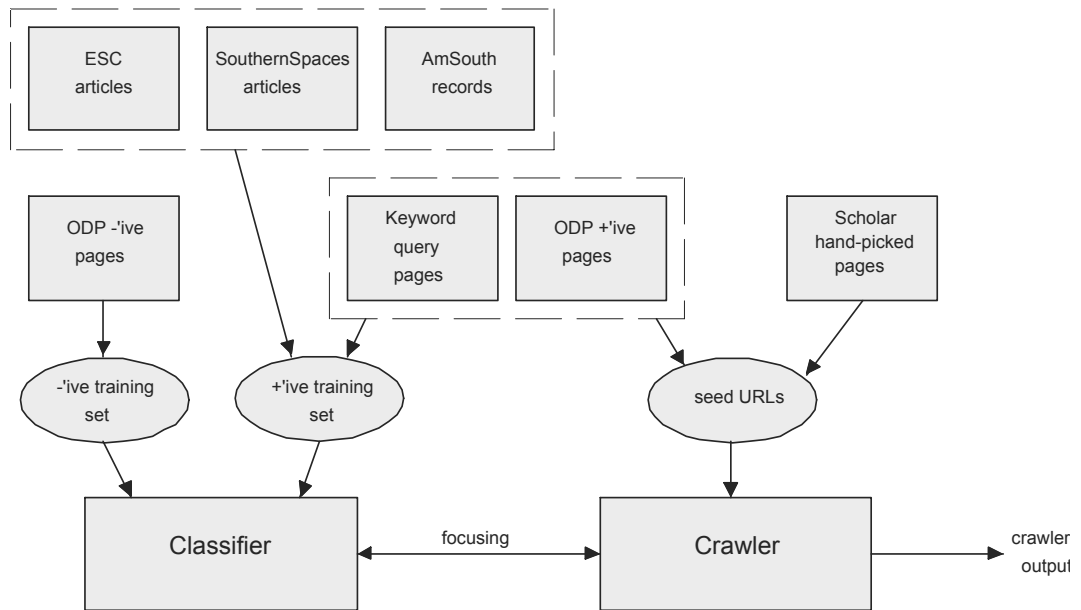 ESC
articles
SouthernSpaces
articles
AmSouth
records
ODP -'ive
pages
Keyword
query
pages
ODP +'ive
pages
Scholar
hand-picked
pages
-'ive training
set
+'ive training
set
seed URLs
Classifier
focusing
Crawler
crawler
output